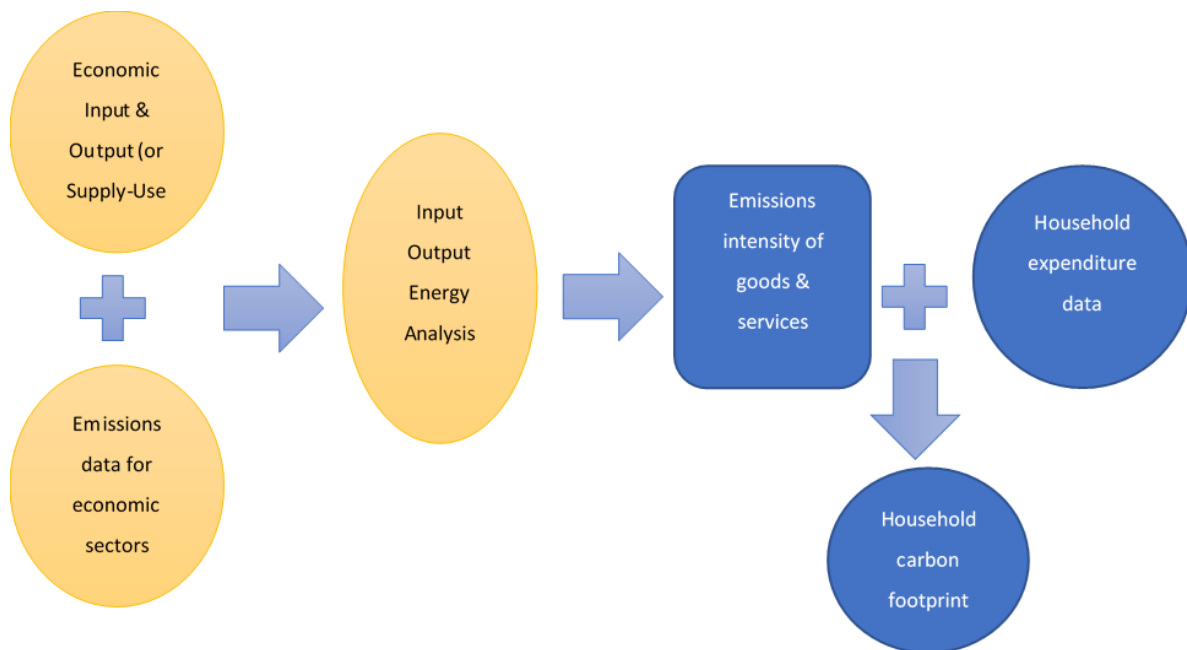 Economic
Input &
Output (or
Supply-Use
Emissions
data for
economic
sectors
Input
Output
Energy
Analysis
Emissions
intensity of
goods &
services
Household
expenditure
data
Household
carbon
footprint